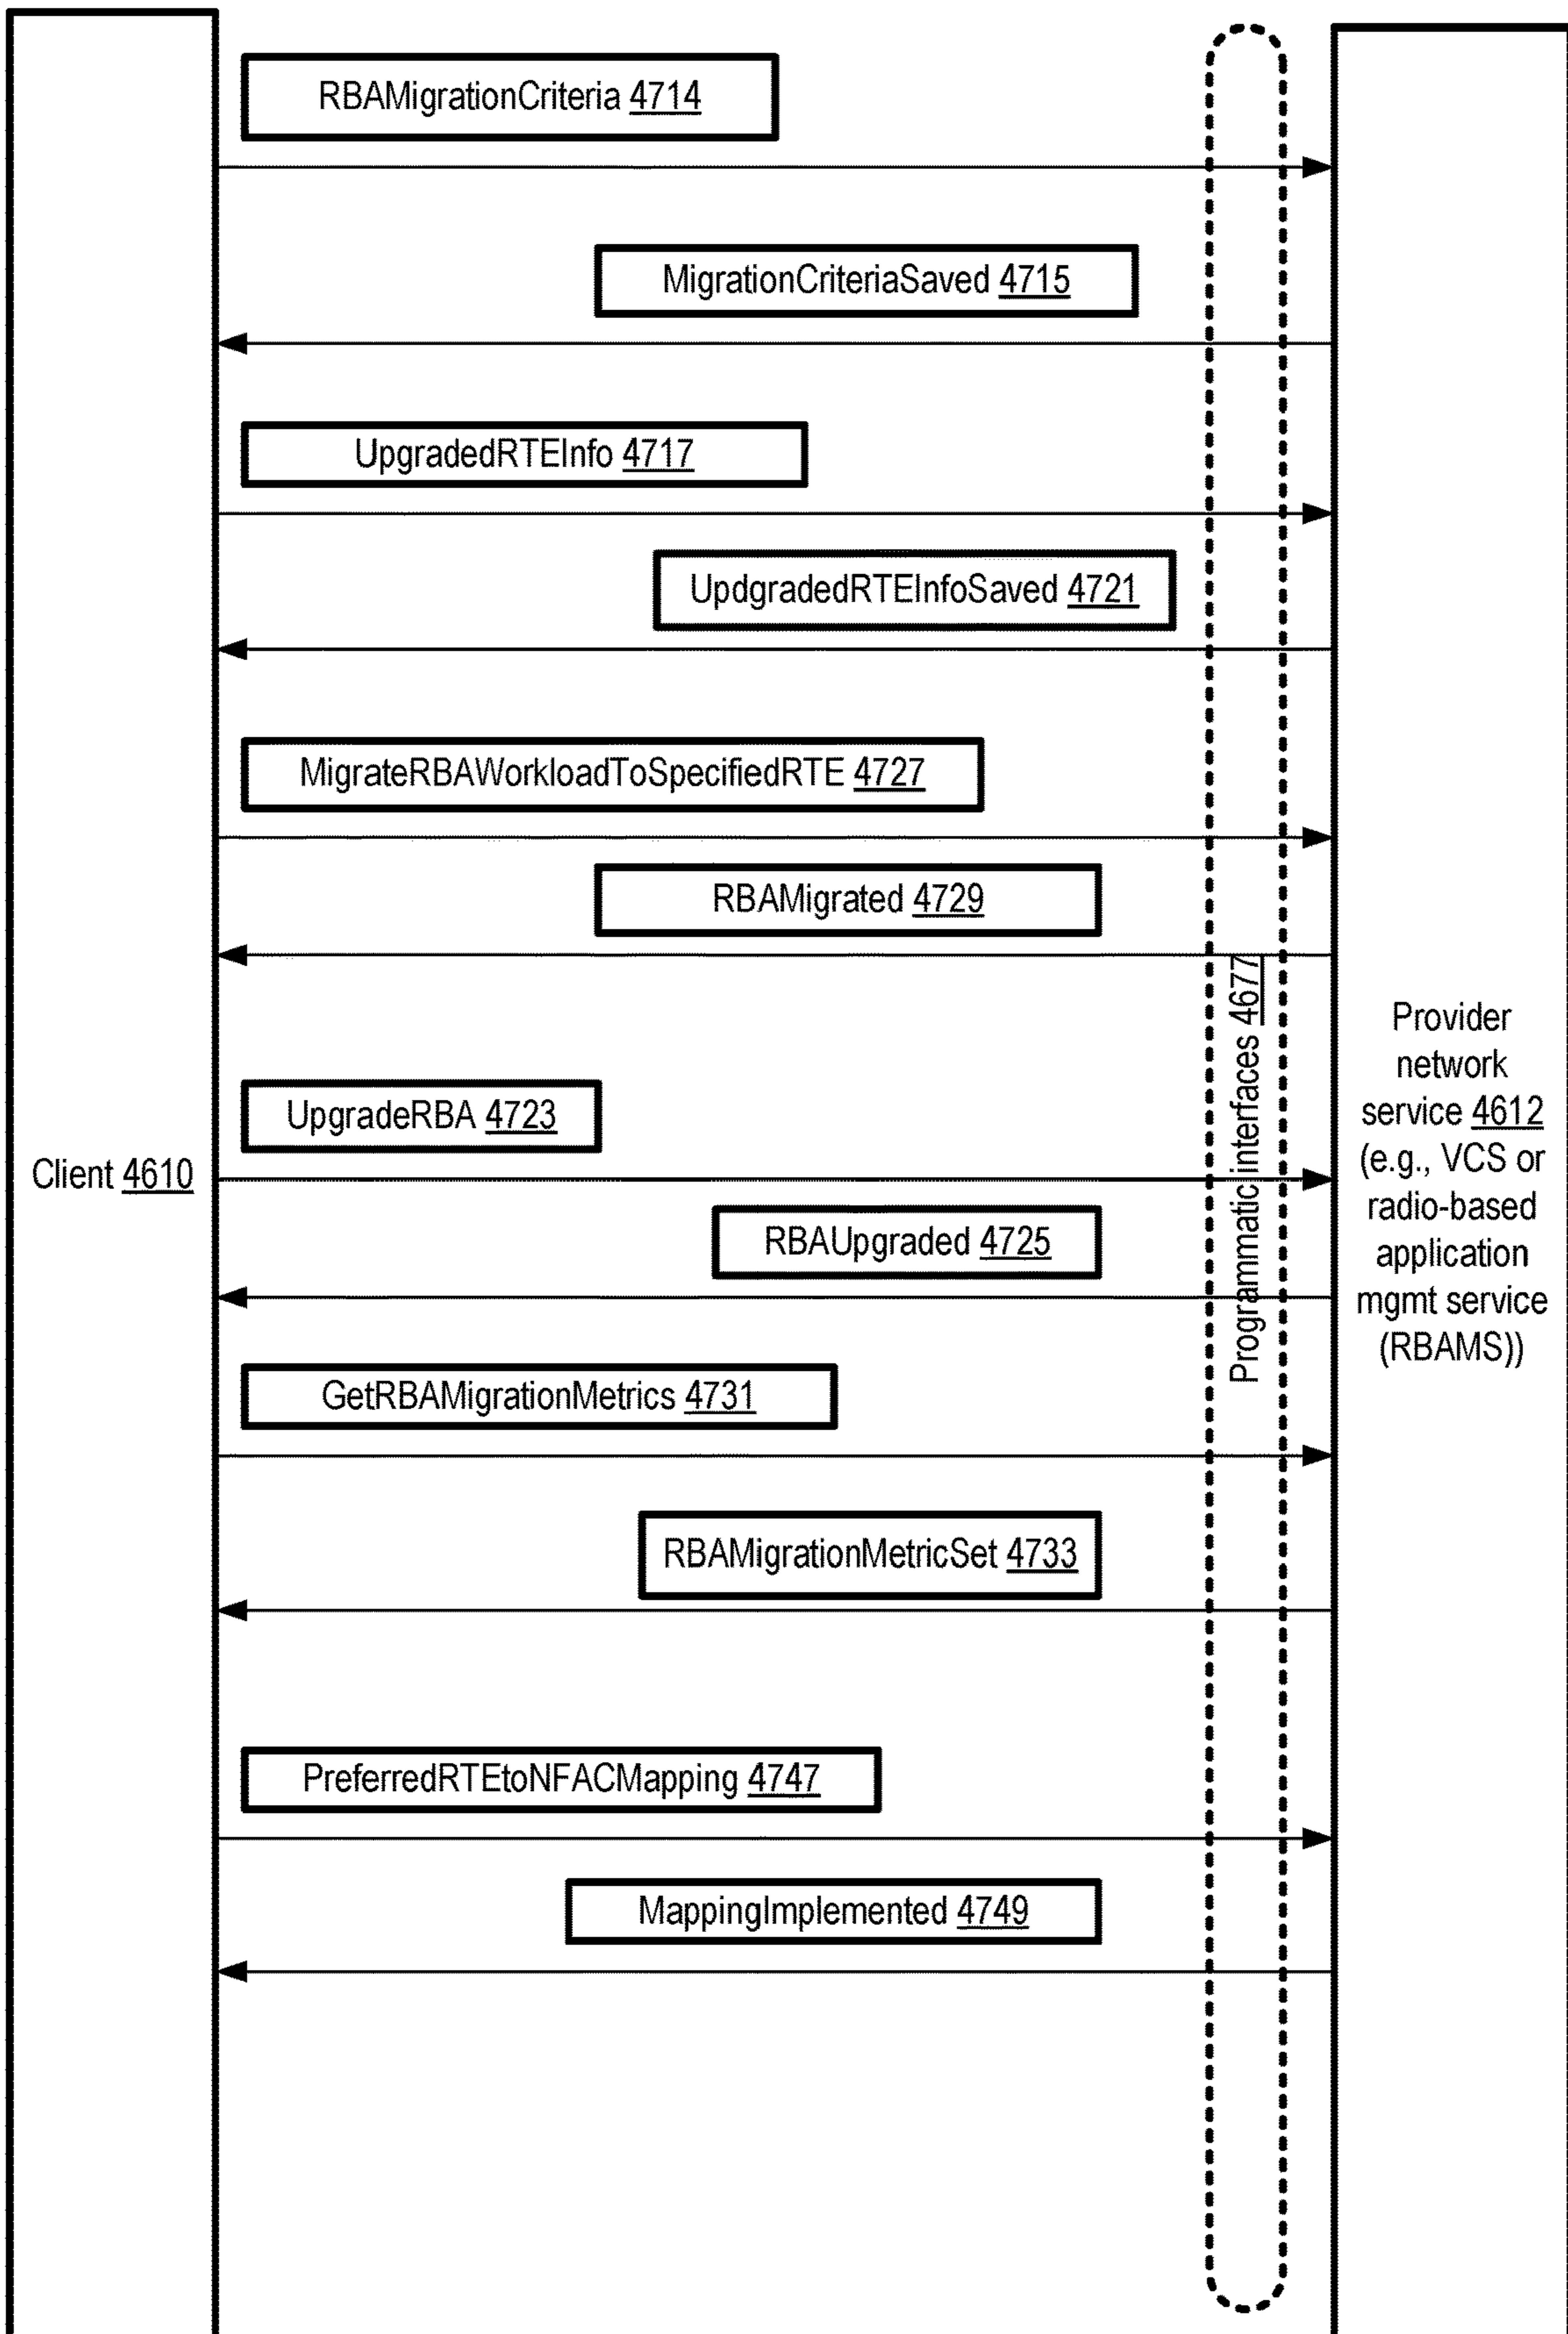 RBAMigrationCriteria 4714
MigrationCriteriaSaved 4715
UpgradedRTEInfo 4717
UpdgradedRTEInfoSaved 4721
MigrateRBAWorkloadToSpecifiedRTE 4727
RBAMigrated 4729
UpgradeRBA 4723
Client 4610
RBAUpgraded 4725
GetRBAMigrationMetrics 4731
RBAMigrationMetricSet 4733
PreferredRTEtoNFACMapping 4747
MappingImplemented 4749
Programmatic interfaces 4677
Provider
network
service 4612
(e.g., VCS or
radio-based
application
mgmt service
(RBAMS))